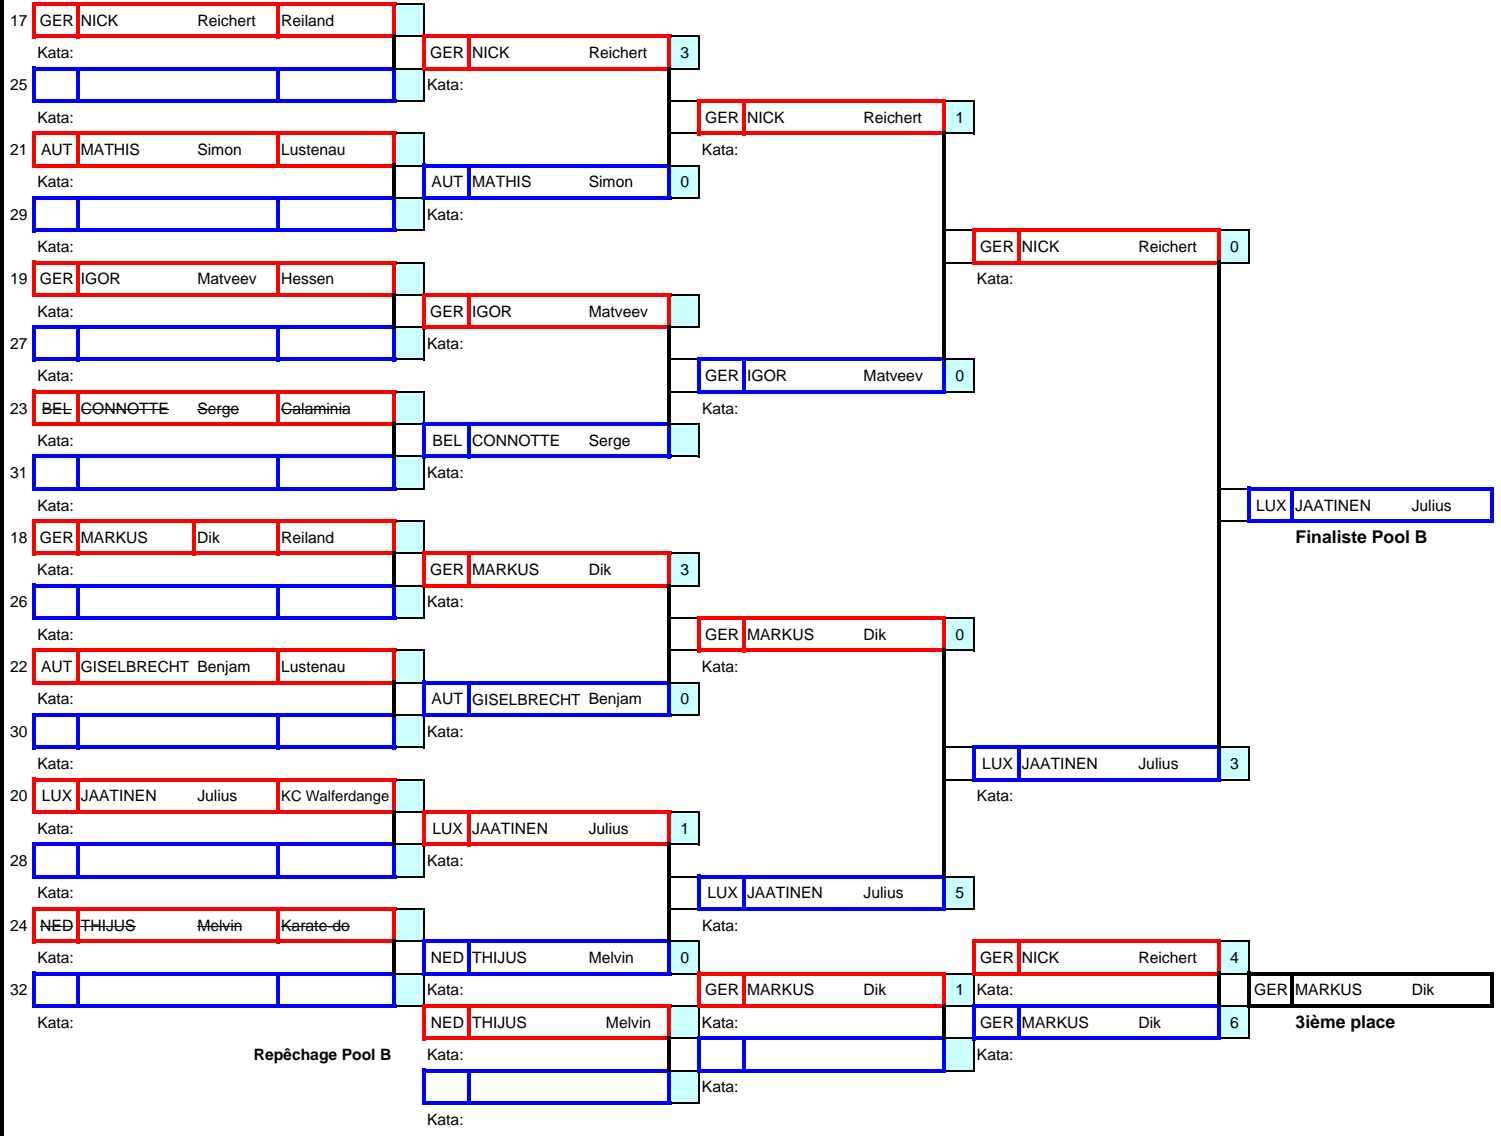 17 GER NICK Reichert Reiland
Kata: GER NICK Reichert 3
25 Kata:
Kata: GER NICK Reichert 1
21 AUT MATHIS Simon Lustenau Kata:
Kata: AUT MATHIS Simon 0
29 Kata:
Kata: GER NICK Reichert 0
19 GER IGOR Matveev Hessen Kata:
Kata: GER IGOR Matveev
27 Kata:
Kata: GER IGOR Matveev 0
23 BEL CONNOTTE Serge Calaminia Kata:
Kata: BEL CONNOTTE Serge
31 Kata:
Kata: LUX JAATINEN Julius
18 GER MARKUS Dik Reiland Finaliste Pool B
Kata: GER MARKUS Dik 3
26 Kata:
Kata: GER MARKUS Dik 0
22 AUT GISELBRECHT Benjam Lustenau Kata:
Kata: AUT GISELBRECHT Benjam 0
30 Kata:
Kata: LUX JAATINEN Julius 3
20 LUX JAATINEN Julius KC Walferdange Kata:
Kata: LUX JAATINEN Julius 1
28 Kata:
Kata: LUX JAATINEN Julius 5
24 NED THIJUS Melvin Karate-do Kata:
Kata: NED THIJUS Melvin 0 GER NICK Reichert 4
32 Kata: GER MARKUS Dik 1 Kata: GER MARKUS Dik
Kata: NED THIJUS Melvin Kata: GER MARKUS Dik 6 3ième place
Repêchage Pool B Kata: Kata:
Kata:
Kata: